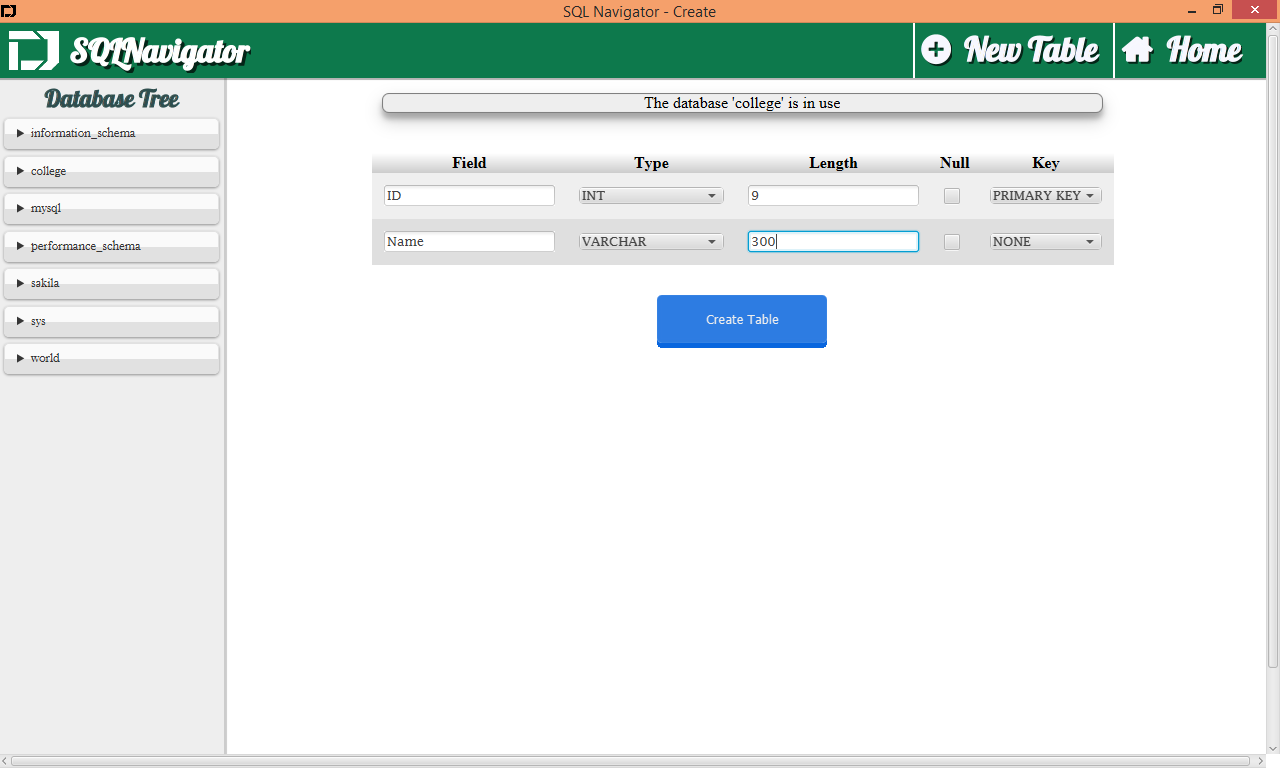 SQL Navigator - Create
SQLNavigator
New Table
Home
Database Tree
information_schema
college
mysql
performance_schema
sakila
sys
world
The database 'college' is in use
Field Type Length Null Key
ID INT 9 PRIMARY KEY
Name VARCHAR 300 NONE
Create Table